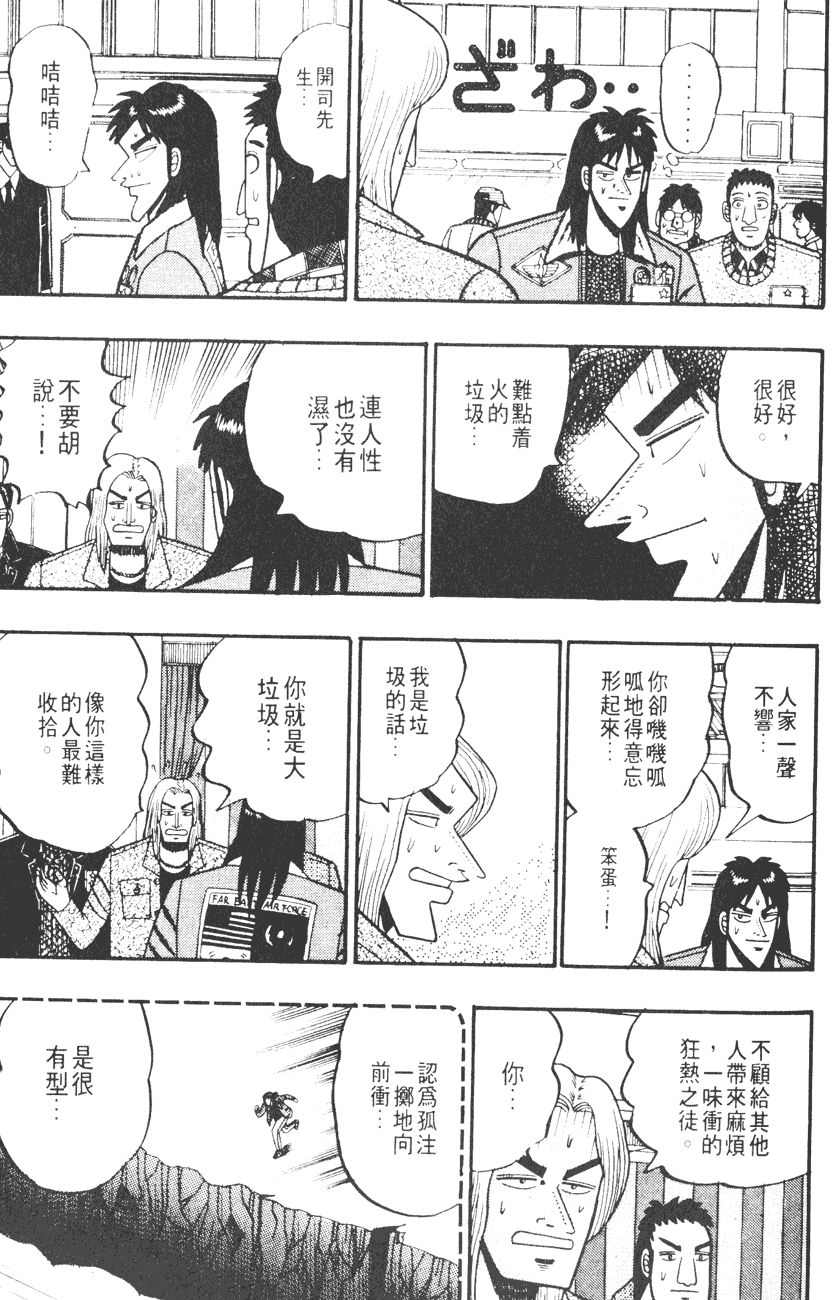 ………
ざわ‥
開司先
生…
咭咭咭…
很好，
很好。
難點着
火的
垃圾…
連人性
也沒有
濕了…
不要胡
說…！
人家一聲
不響…
你卻嘰嘰呱
呱地得意忘
形起來…
笨蛋…！
我是垃
圾的話…
你就是大
垃圾…
FAR EAST AIR FORCE
像你這樣
的人最難
收拾。
不顧給其他
人帶來麻煩
，一味衝的
狂熱之徒。
你…
認爲孤注
一擲地向
前衝…
是很
有型…